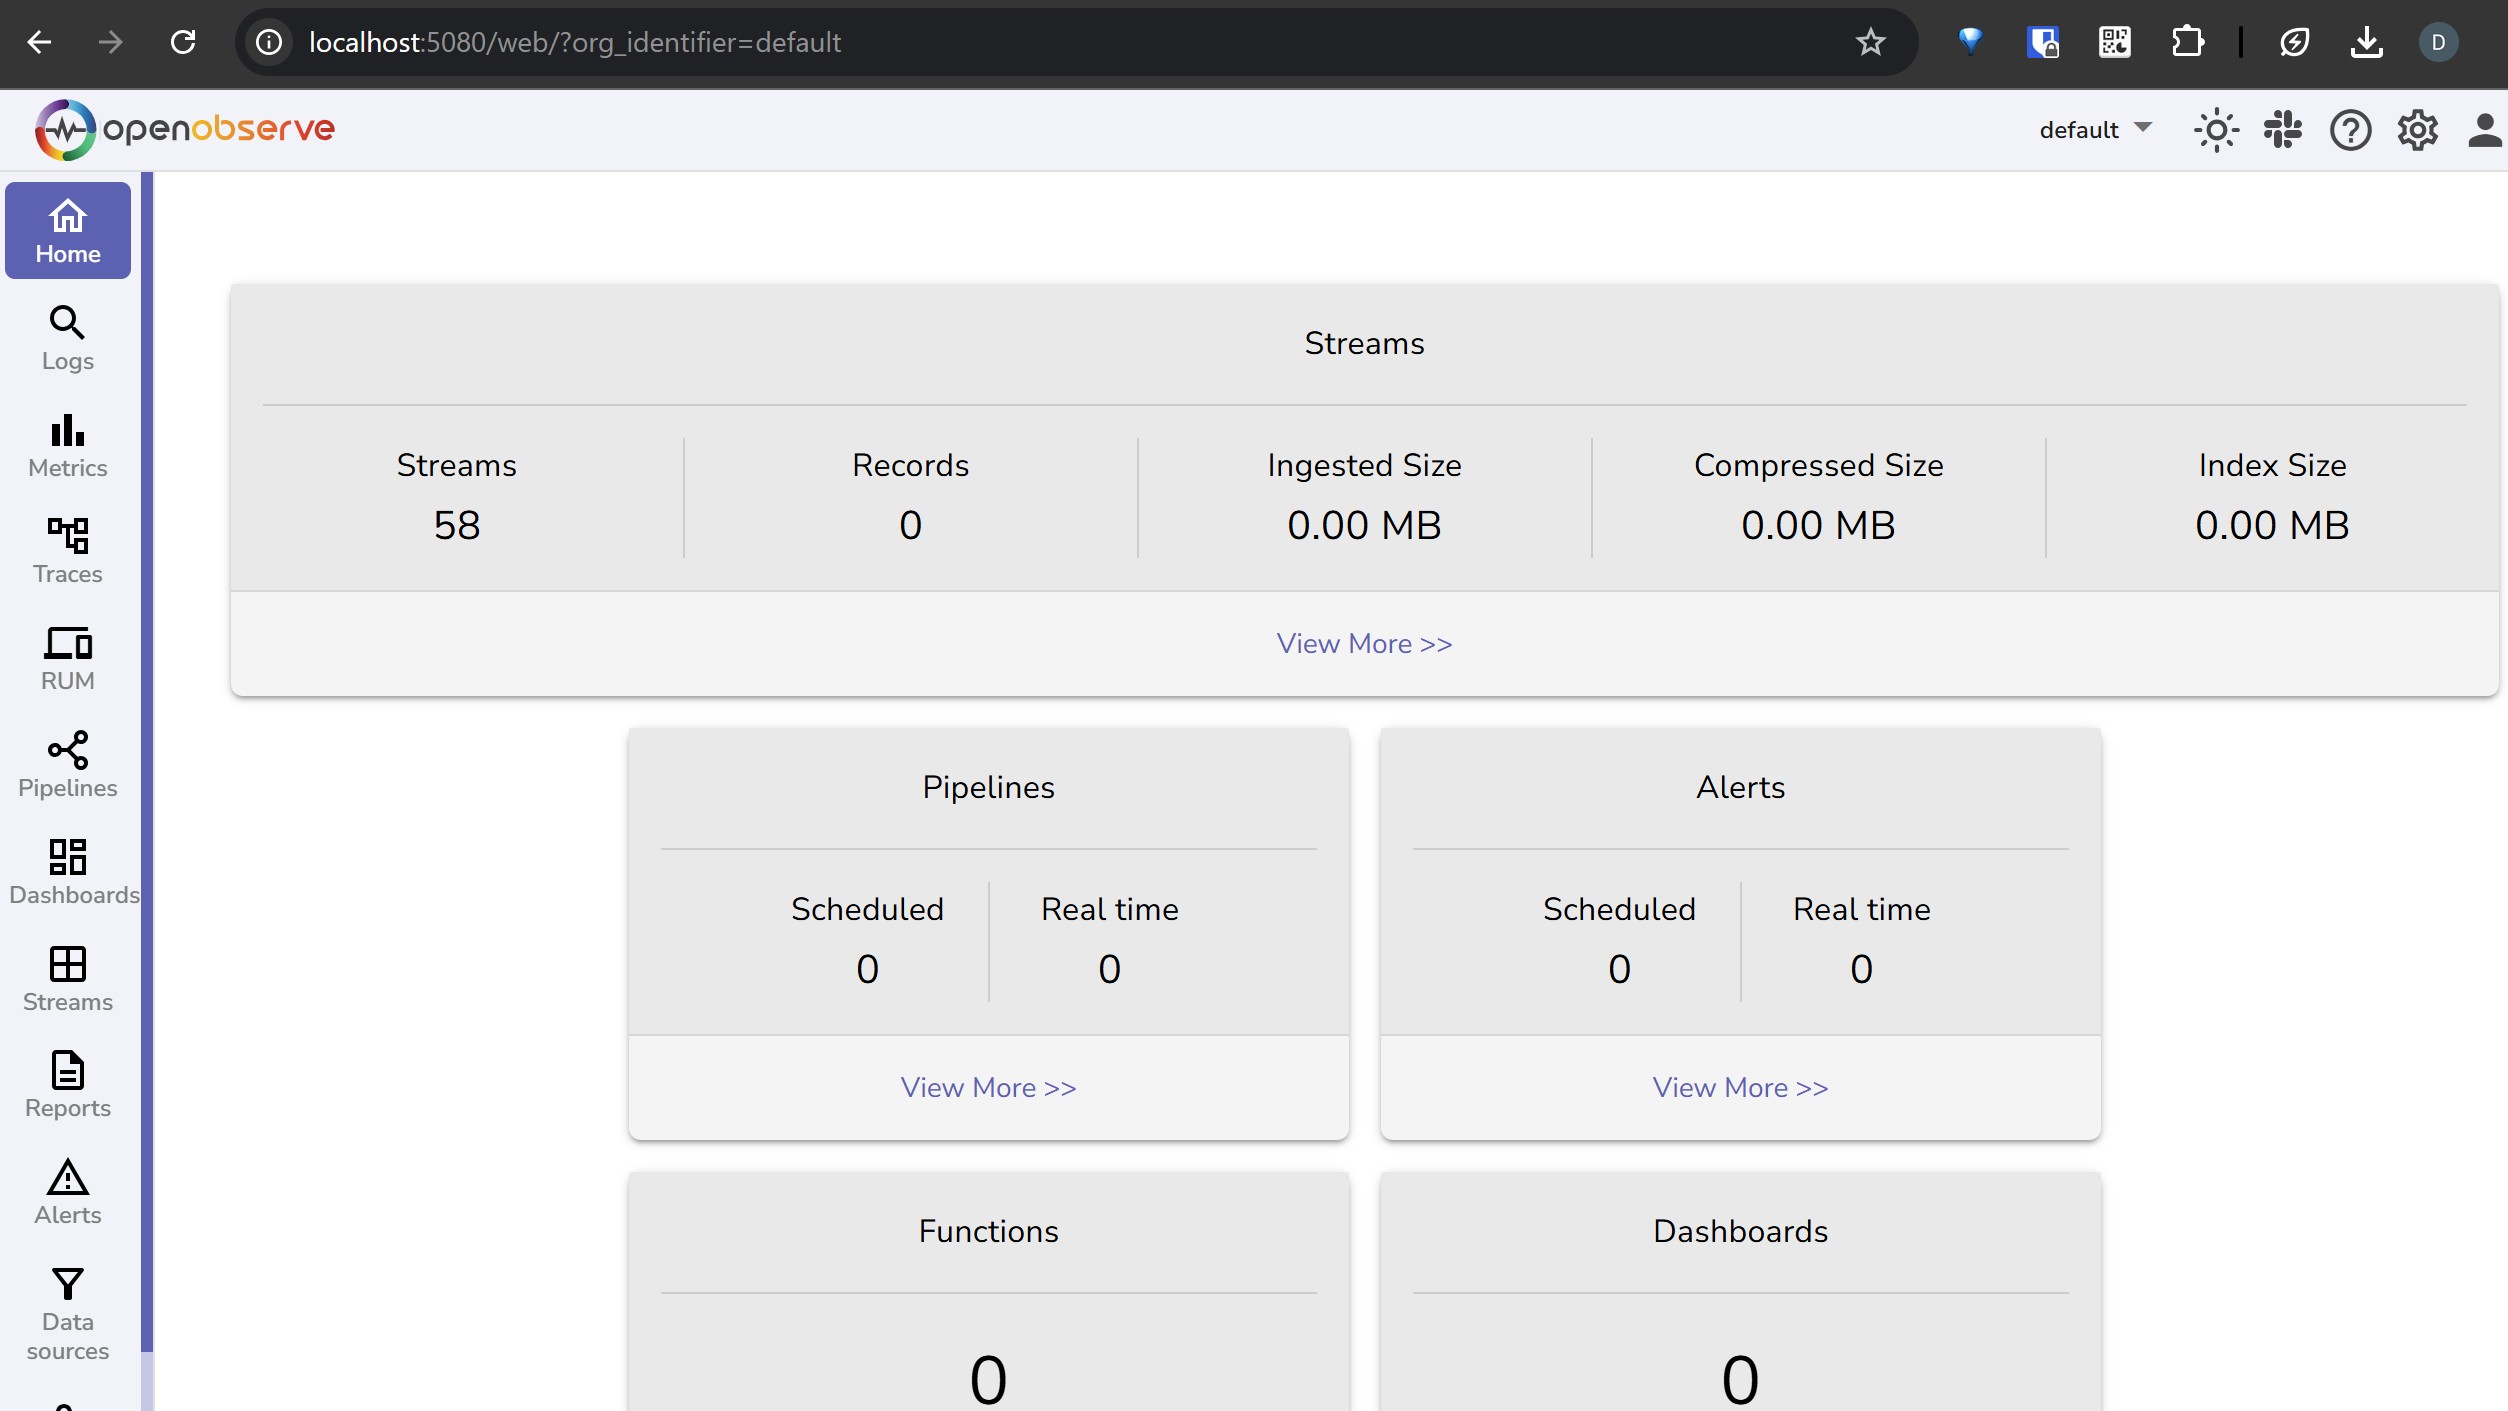 localhost:5080/web/?org_identifier=default
D
openobserve
default
Home
Logs
Metrics
Traces
RUM
Pipelines
Dashboards
Streams
Reports
Alerts
Data
sources
Streams
Streams
Records
Ingested Size
Compressed Size
Index Size
58
0
0.00 MB
0.00 MB
0.00 MB
View More >>
Pipelines
Scheduled
Real time
0
0
View More >>
Alerts
Scheduled
Real time
0
0
View More >>
Functions
0
Dashboards
0